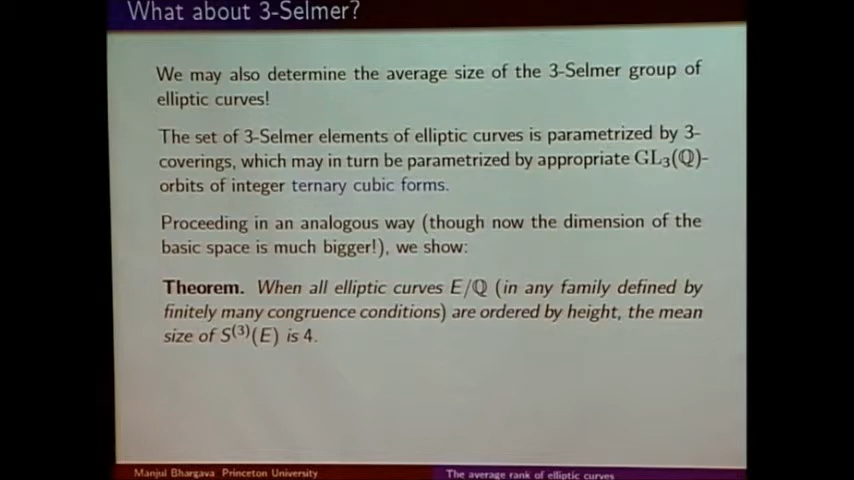 What about 3-Selmer?
We may also determine the average size of the 3-Selmer group of
elliptic curves!
The set of 3-Selmer elements of elliptic curves is parametrized by 3-
coverings, which may in turn be parametrized by appropriate GL₃(ℚ)-
orbits of integer ternary cubic forms.
Proceeding in an analogous way (though now the dimension of the
basic space is much bigger!), we show:
Theorem. When all elliptic curves E/ℚ (in any family defined by
finitely many congruence conditions) are ordered by height, the mean
size of S⁽³⁾(E) is 4.
Manjul Bhargava Princeton University
The average rank of elliptic curves